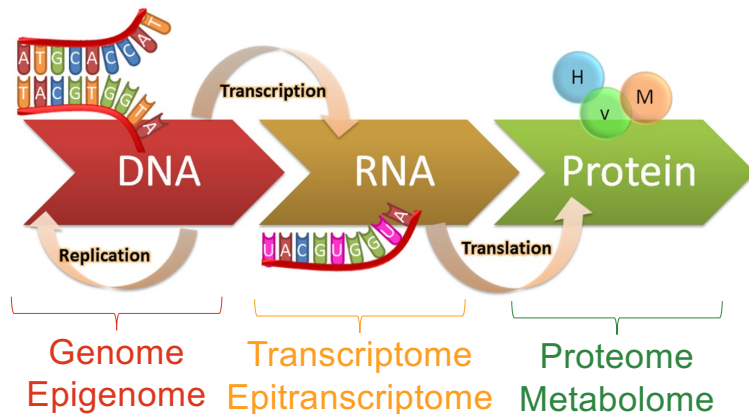 ATGCACCAT
TACGTGGTA
Transcription
H
M
v
DNA
RNA
Protein
UACGUGGUA
Replication
Translation
Genome
Epigenome
Transcriptome
Epitranscriptome
Proteome
Metabolome